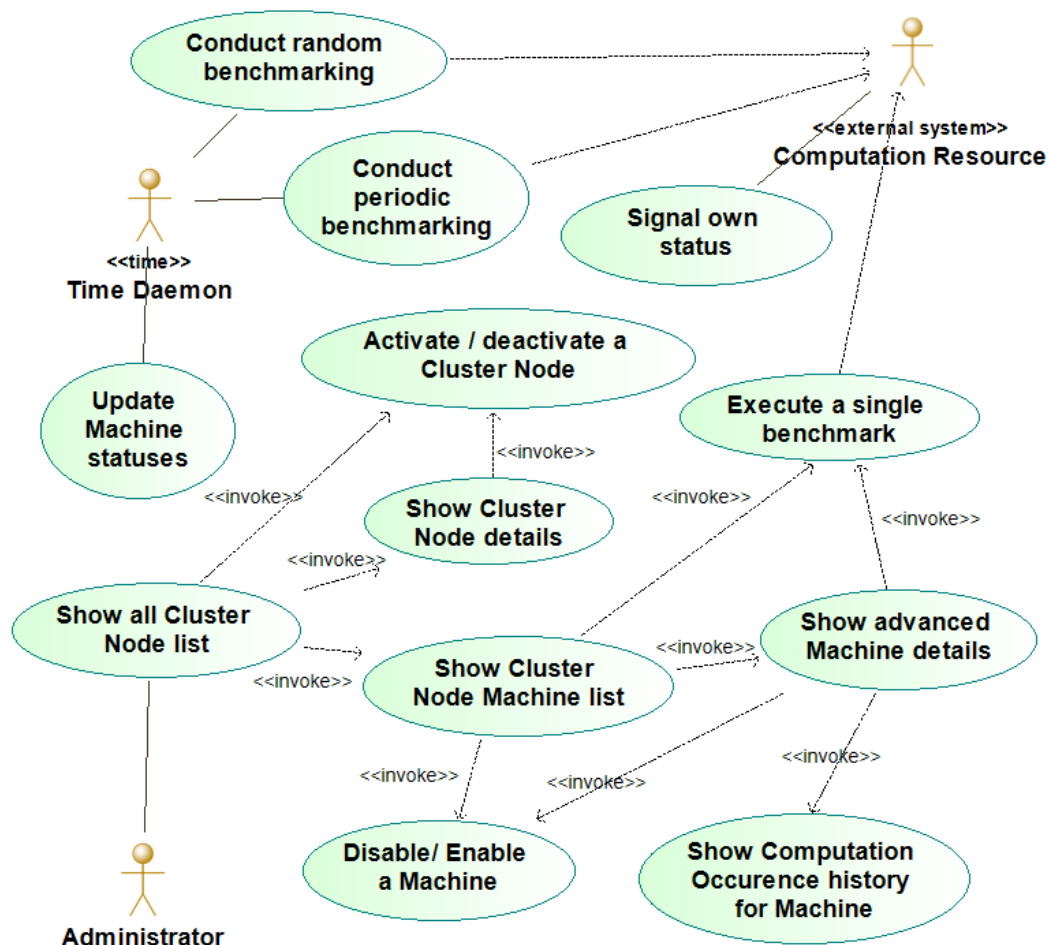 Conduct random
benchmarking
<<external system>>
Computation Resource
Conduct
periodic
benchmarking
Signal own
status
<<time>>
Time Daemon
Activate / deactivate a
Cluster Node
Update
Machine
statuses
Execute a single
benchmark
<<invoke>>
<<invoke>>
<<invoke>>
Show Cluster
Node details
<<invoke>>
<<invoke>>
Show all Cluster
Node list
Show advanced
Machine details
<<invoke>>
<<invoke>>
Show Cluster
Node Machine list
<<invoke>>
<<invoke>>
<<invoke>>
Disable/ Enable
a Machine
Show Computation
Occurence history
for Machine
Administrator